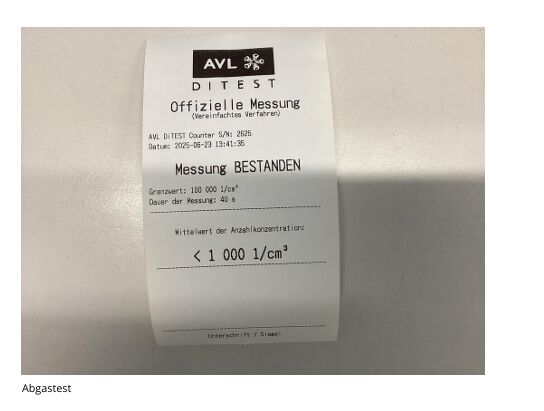 AVL
DITEST
Offizielle Messung
(Vereinfachtes Verfahren)
AVL DiTEST Counter S/N: 2625
Datum: 2025-06-23 13:41:35
Messung BESTANDEN
Grenzwert: 100 000 1/cm³
Dauer der Messung: 40 s
Mittelwert der Anzahlkonzentration:
< 1 000 1/cm³
Unterschrift / Siegel
Abgastest